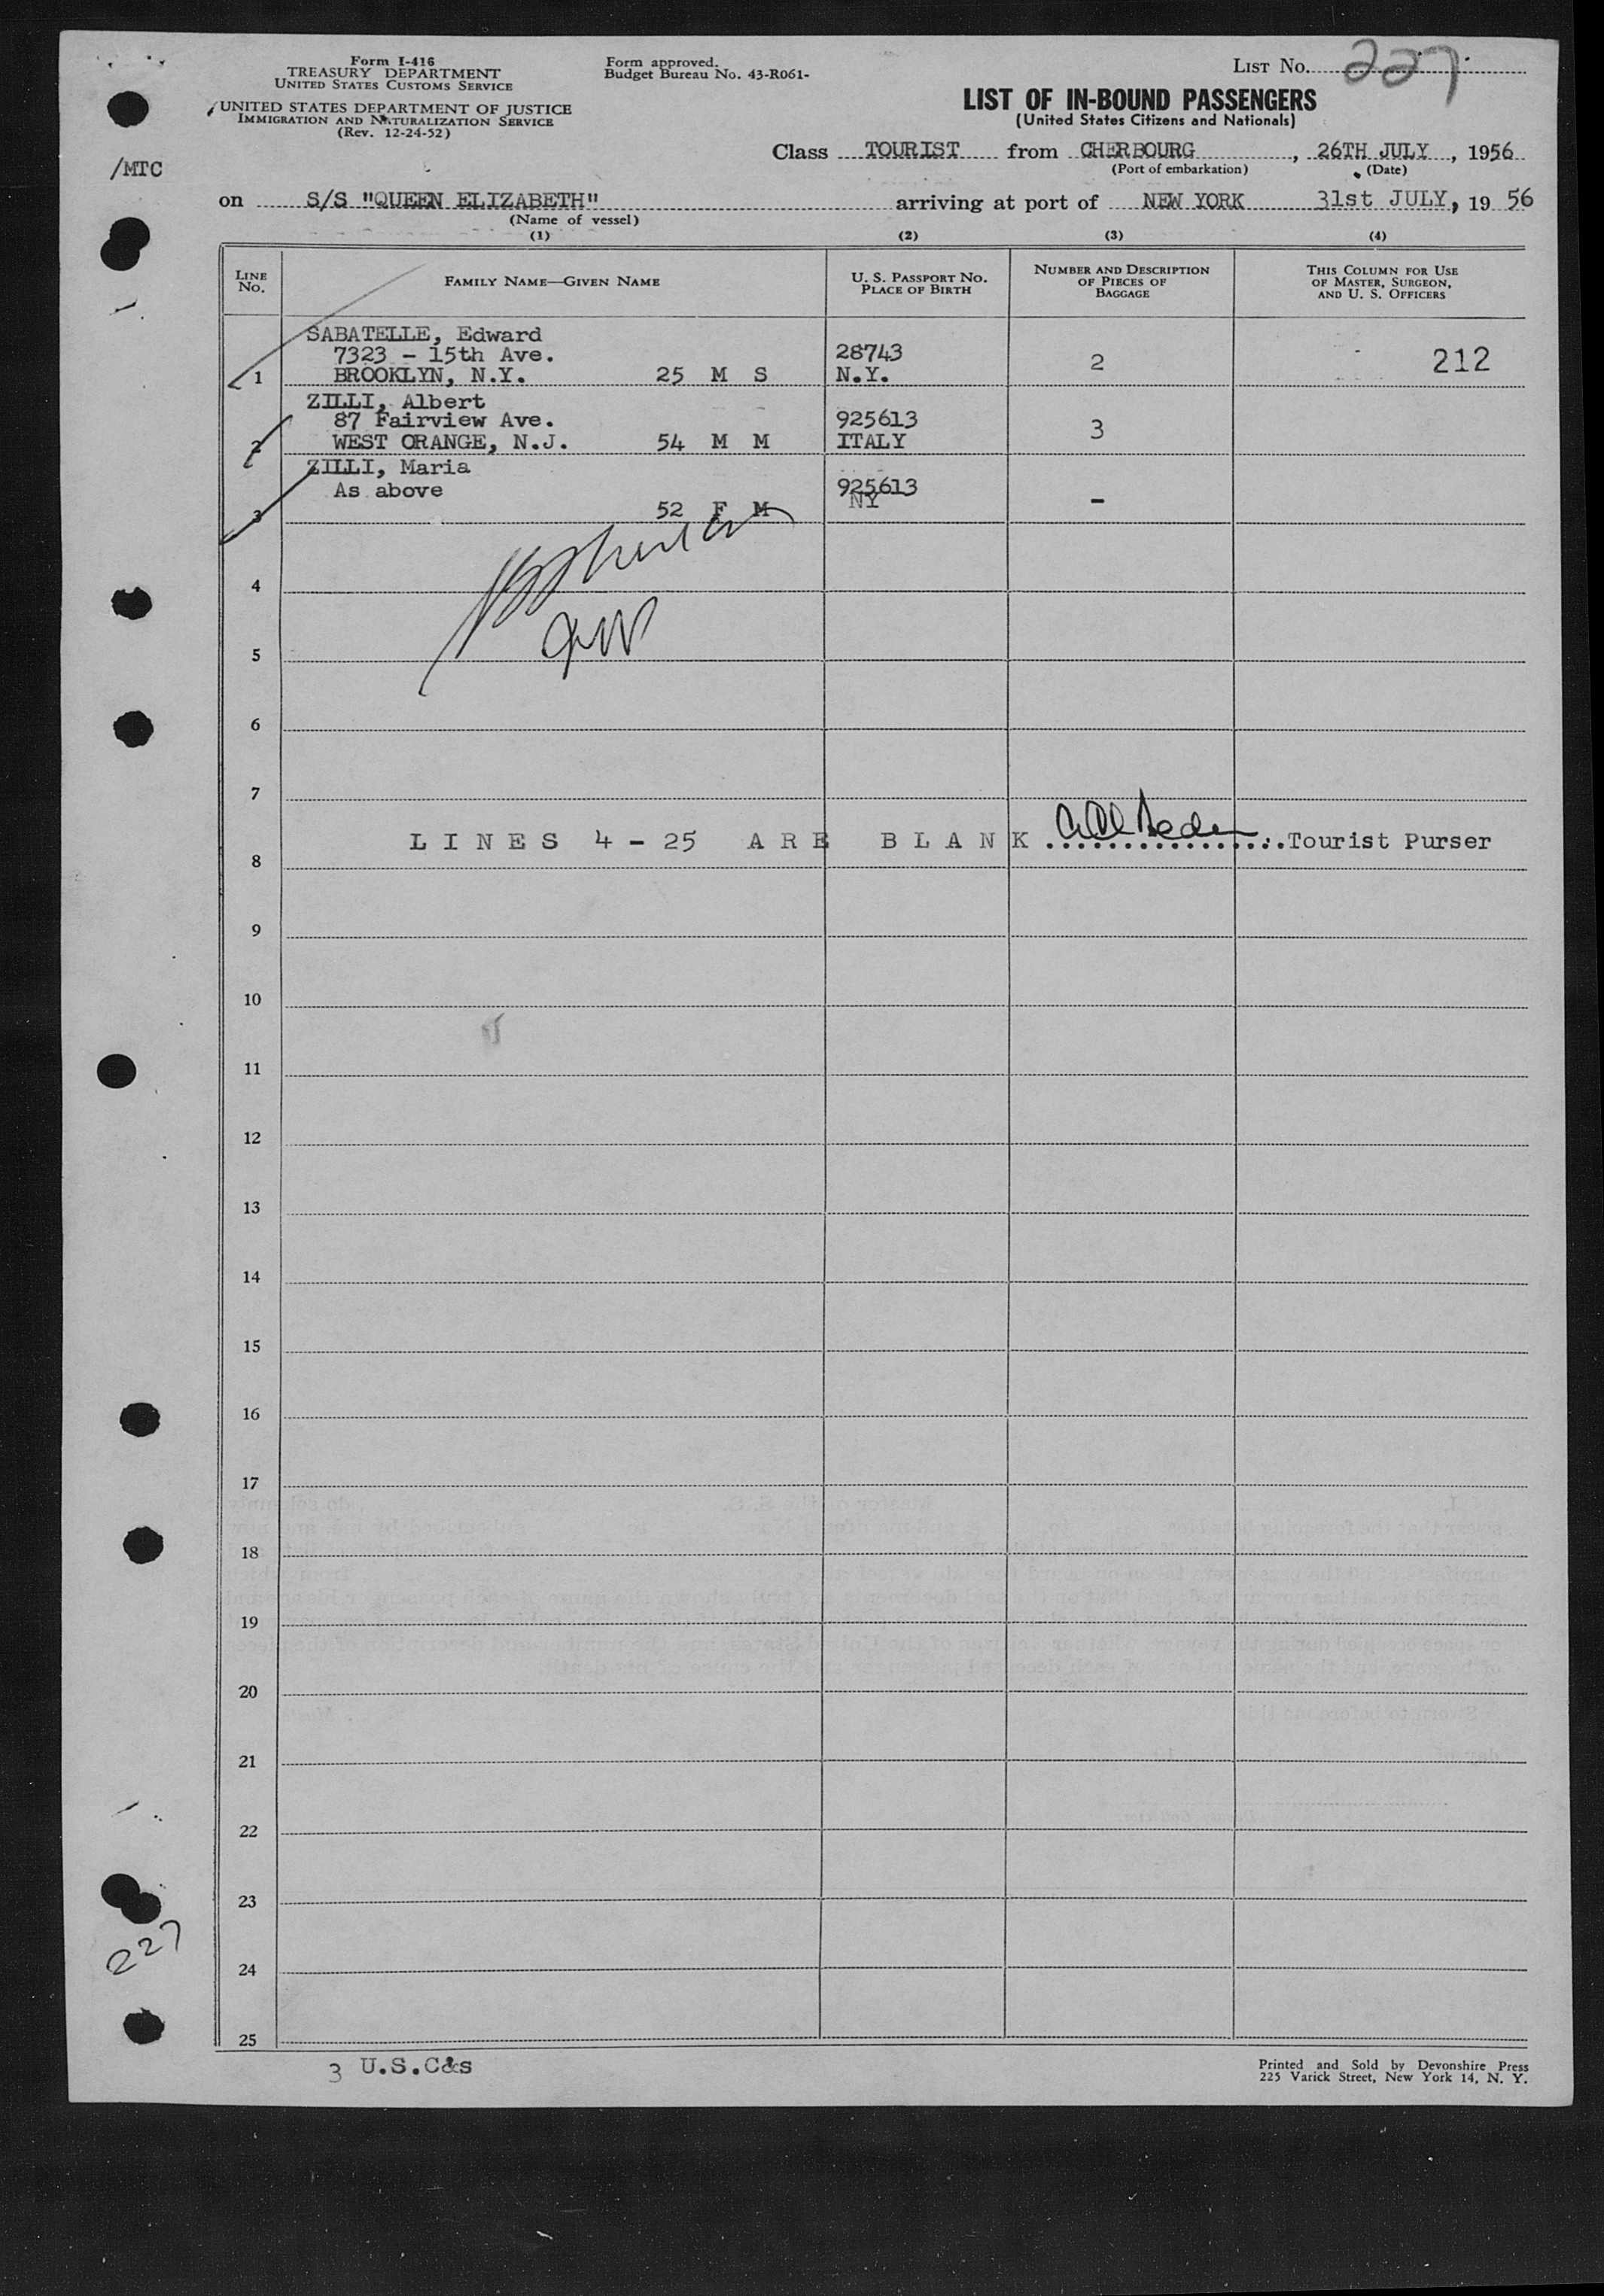 Form I-416
TREASURY DEPARTMENT
UNITED STATES CUSTOMS SERVICE
UNITED STATES DEPARTMENT OF JUSTICE
IMMIGRATION AND NATURALIZATION SERVICE
(Rev. 12-24-52)
Form approved.
Budget Bureau No. 43-R061-
LIST NO. 227
LIST OF IN-BOUND PASSENGERS
(United States Citizens and Nationals)
/MTC
Class TOURIST from CHERBOURG, 26TH JULY, 1956
(Port of embarkation) (Date)
on S/S "QUEEN ELIZABETH" arriving at port of NEW YORK 31st JULY, 19 56
(Name of vessel)
(1) (2) (3) (4)
LINE NO.
FAMILY NAME—GIVEN NAME
U. S. PASSPORT NO.
PLACE OF BIRTH
NUMBER AND DESCRIPTION
OF PIECES OF
BAGGAGE
THIS COLUMN FOR USE
OF MASTER, SURGEON,
AND U. S. OFFICERS
SABATELLE, Edward
7323 - 15th Ave. 28743 2 212
1 BROOKLYN, N.Y. 25 M S N.Y.
ZILLI, Albert
87 Fairview Ave. 925613 3
2 WEST ORANGE, N.J. 54 M M ITALY
ZILLI, Maria
As above 925613
3 52 F M NY -
4
5
6
7
LINES 4-25 ARE BLANK ................Tourist Purser
8
9
10
11
12
13
14
15
16
17
18
19
20
21
22
23
227
24
25
3 U.S.C&s
Printed and Sold by Devonshire Press
225 Varick Street, New York 14, N. Y.